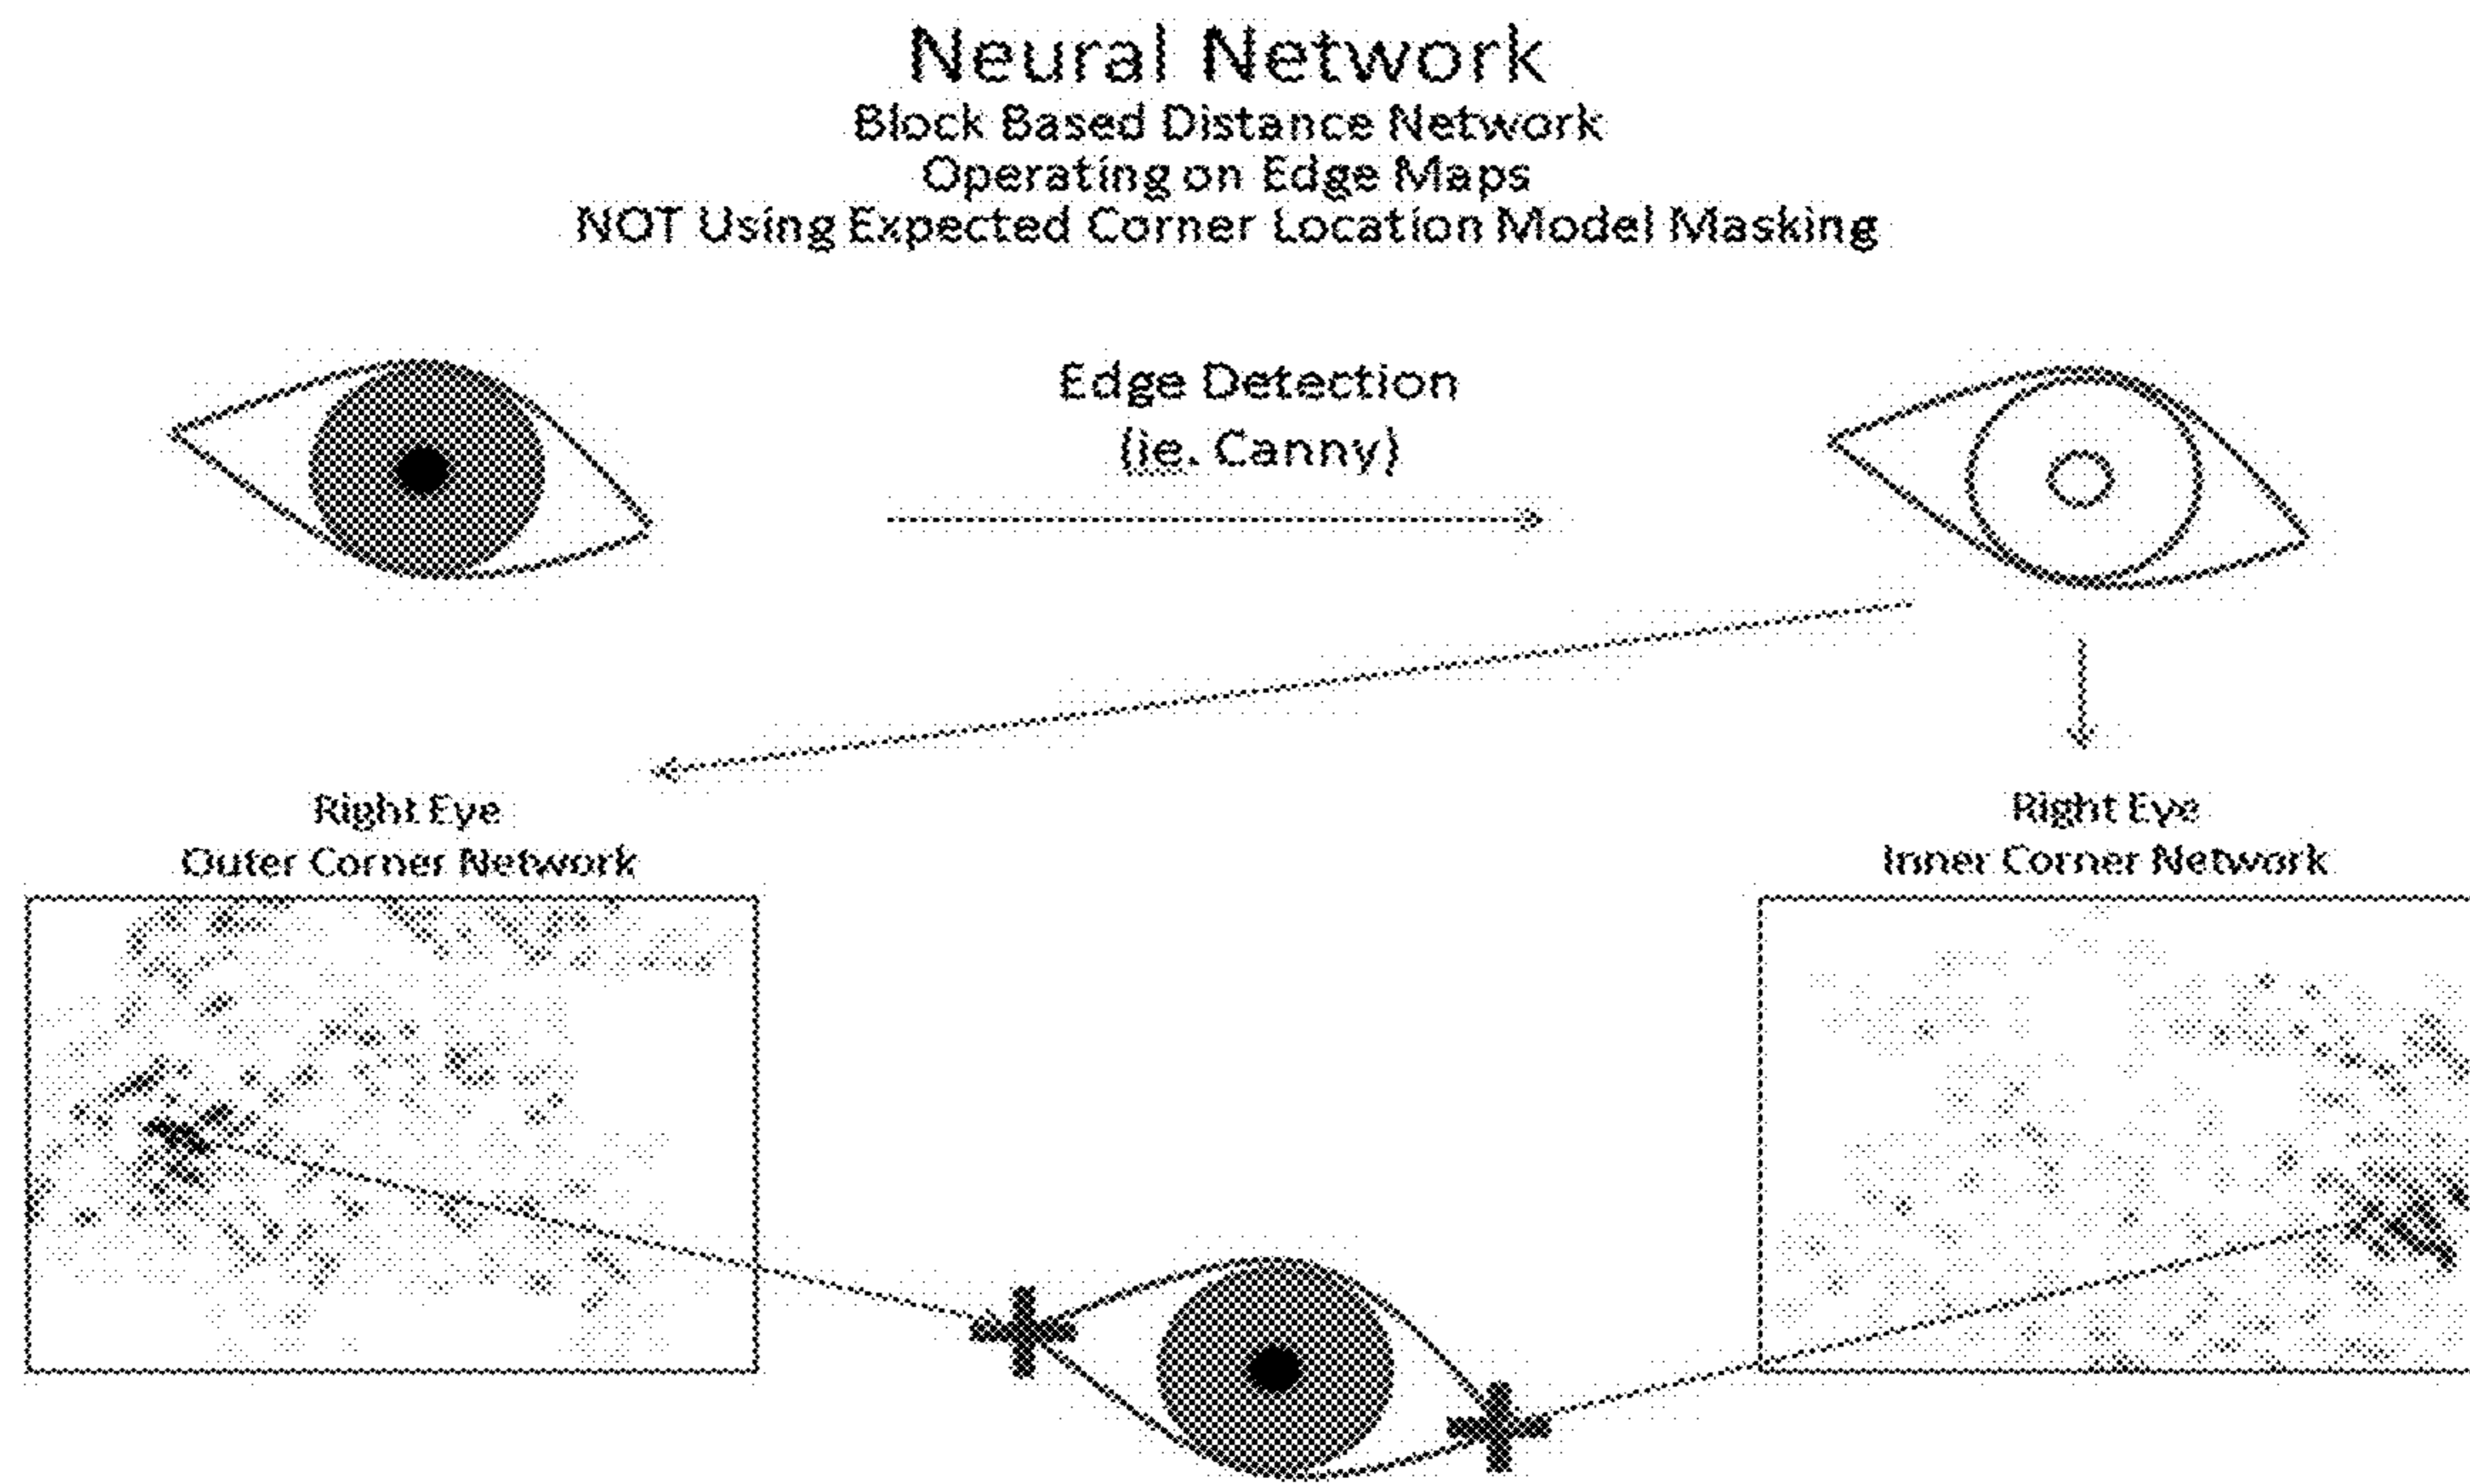 Neural Network
Block Based Distance Network
Operating on Edge Maps
NOT Using Expected Corner Location Model Masking
Edge Detection
(ie. Canny)
Right Eye
Outer Corner Network
Right Eye
Inner Corner Network